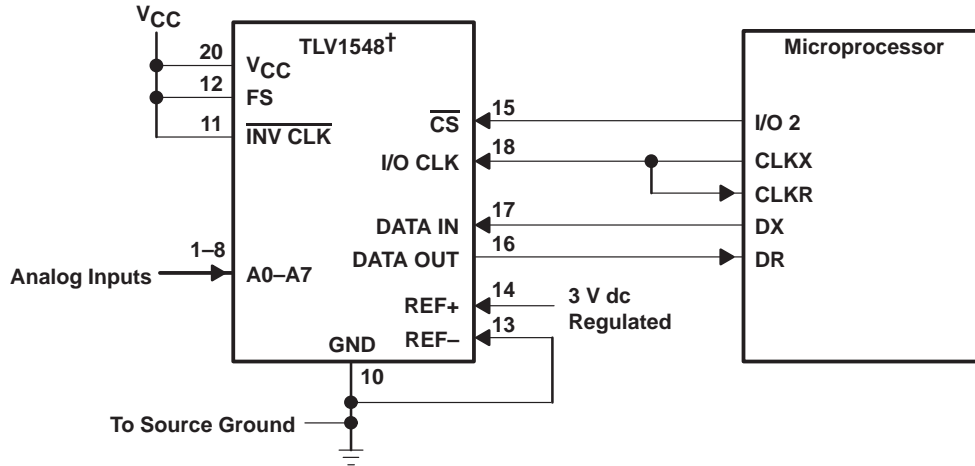 VCC
TLV1548†
Microprocessor
20
VCC
12
FS
11
INV CLK
15
CS
I/O 2
18
I/O CLK
CLKX
CLKR
17
DATA IN
DX
16
DATA OUT
DR
1–8
Analog Inputs
A0–A7
14
REF+
3 V dc
Regulated
13
REF–
GND
10
To Source Ground